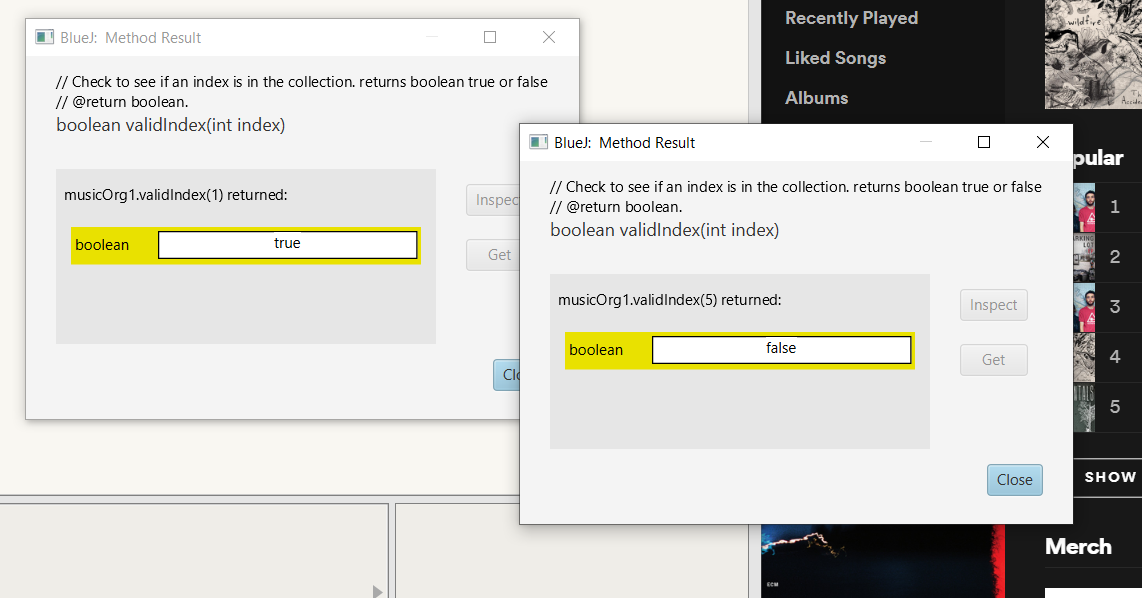 BlueJ:  Method Result
// Check to see if an index is in the collection. returns boolean true or false
// @return boolean.
boolean validIndex(int index)
musicOrg1.validIndex(1) returned:
boolean
true
Inspec
Get
Clo
BlueJ:  Method Result
// Check to see if an index is in the collection. returns boolean true or false
// @return boolean.
boolean validIndex(int index)
musicOrg1.validIndex(5) returned:
boolean
false
Inspect
Get
Close
Recently Played
Liked Songs
Albums
wildfire
pular
1
2
3
4
5
SHOW
Merch
ECM